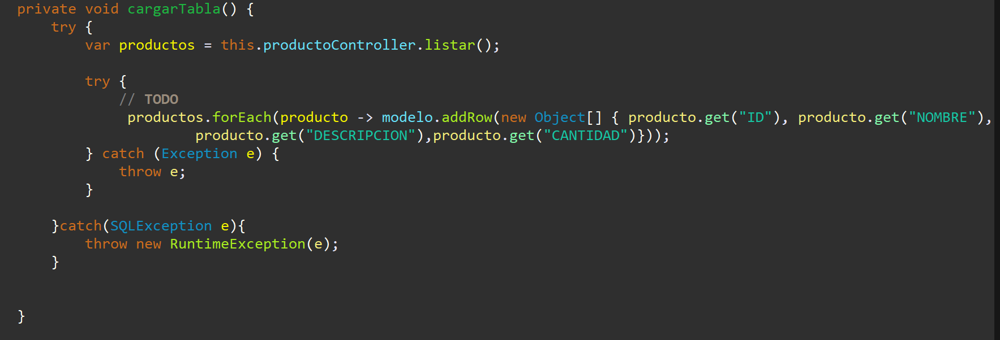 private void cargarTabla() {
try {
var productos = this.productoController.listar();
try {
// TODO
productos.forEach(producto -> modelo.addRow(new Object[] { producto.get("ID"), producto.get("NOMBRE"),
producto.get("DESCRIPCION"),producto.get("CANTIDAD")}));
} catch (Exception e) {
throw e;
}
}catch(SQLException e){
throw new RuntimeException(e);
}
}